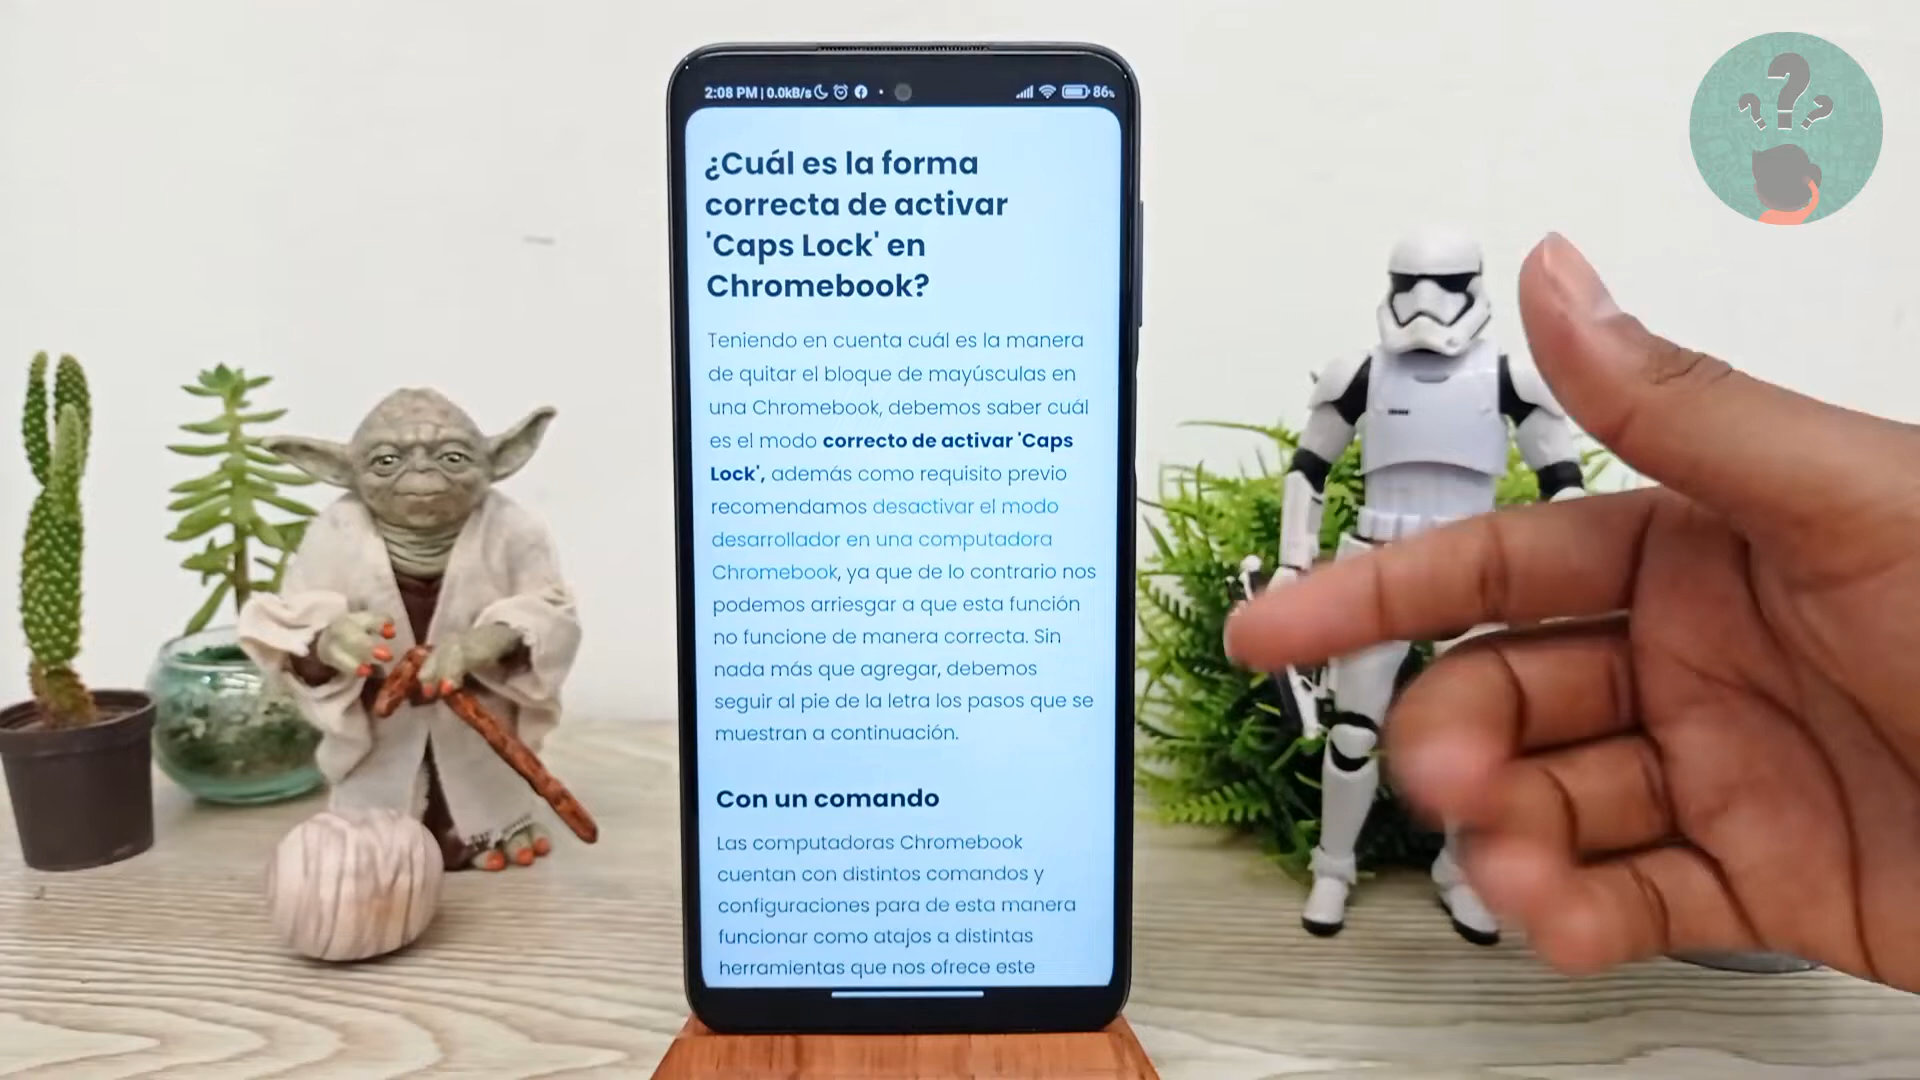 2:08 PM | 0.0kB/s
86%
¿Cuál es la forma
correcta de activar
'Caps Lock' en
Chromebook?
Teniendo en cuenta cuál es la manera
de quitar el bloque de mayúsculas en
una Chromebook, debemos saber cuál
es el modo correcto de activar 'Caps
Lock', además como requisito previo
recomendamos desactivar el modo
desarrollador en una computadora
Chromebook, ya que de lo contrario nos
podemos arriesgar a que esta función
no funcione de manera correcta. Sin
nada más que agregar, debemos
seguir al pie de la letra los pasos que se
muestran a continuación.
Con un comando
Las computadoras Chromebook
cuentan con distintos comandos y
configuraciones para de esta manera
funcionar como atajos a distintas
herramientas que nos ofrece este
???